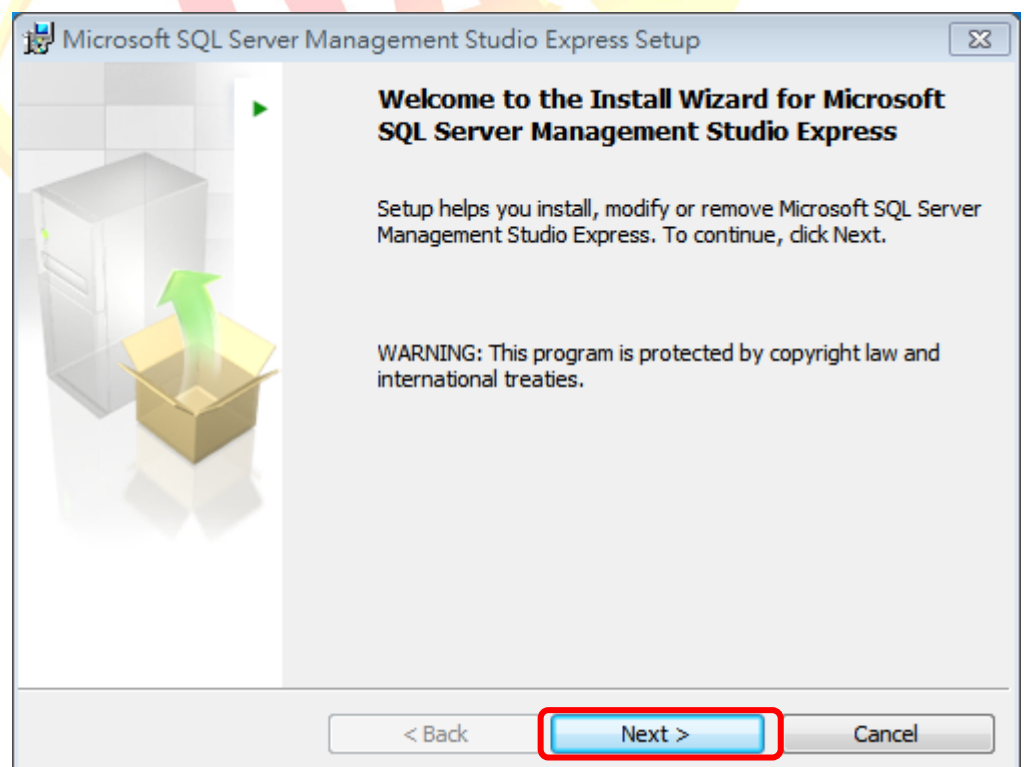 Microsoft SQL Server Management Studio Express Setup
Welcome to the Install Wizard for Microsoft
SQL Server Management Studio Express
Setup helps you install, modify or remove Microsoft SQL Server
Management Studio Express. To continue, click Next.
WARNING: This program is protected by copyright law and
international treaties.
< Back
Next >
Cancel